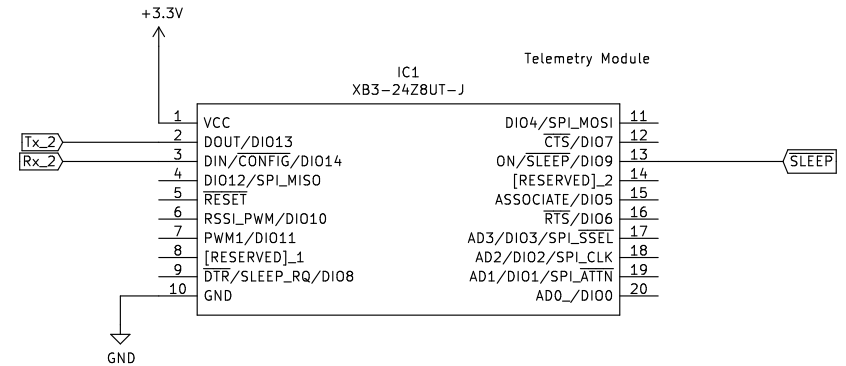 +3.3V
Telemetry Module
IC1
XB3-24Z8UT-J
1 VCC
2 DOUT/DIO13
3 DIN/CONFIG/DIO14
4 DIO12/SPI_MISO
5 RESET
6 RSSI_PWM/DIO10
7 PWM1/DIO11
8 [RESERVED]_1
9 DTR/SLEEP_RQ/DIO8
10 GND
Tx_2
Rx_2
GND
DIO4/SPI_MOSI 11
CTS/DIO7 12
ON/SLEEP/DIO9 13
[RESERVED]_2 14
ASSOCIATE/DIO5 15
RTS/DIO6 16
AD3/DIO3/SPI_SSEL 17
AD2/DIO2/SPI_CLK 18
AD1/DIO1/SPI_ATTN 19
AD0_/DIO0 20
SLEEP